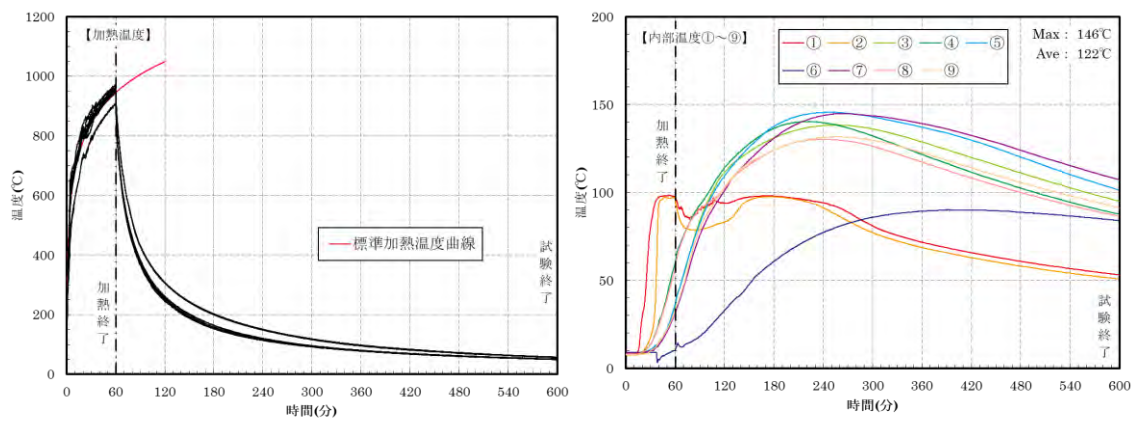 【加熱温度】
温度(℃)
1200
1000
800
600
400
200
0
標準加熱温度曲線
加熱終了
試験終了
0 60 120 180 240 300 360 420 480 540 600
時間(分)
【内部温度①～⑨】
Max： 146℃
Ave： 122℃
① ② ③ ④ ⑤
⑥ ⑦ ⑧ ⑨
温度(℃)
200
150
100
50
0
加熱終了
試験終了
0 60 120 180 240 300 360 420 480 540 600
時間(分)